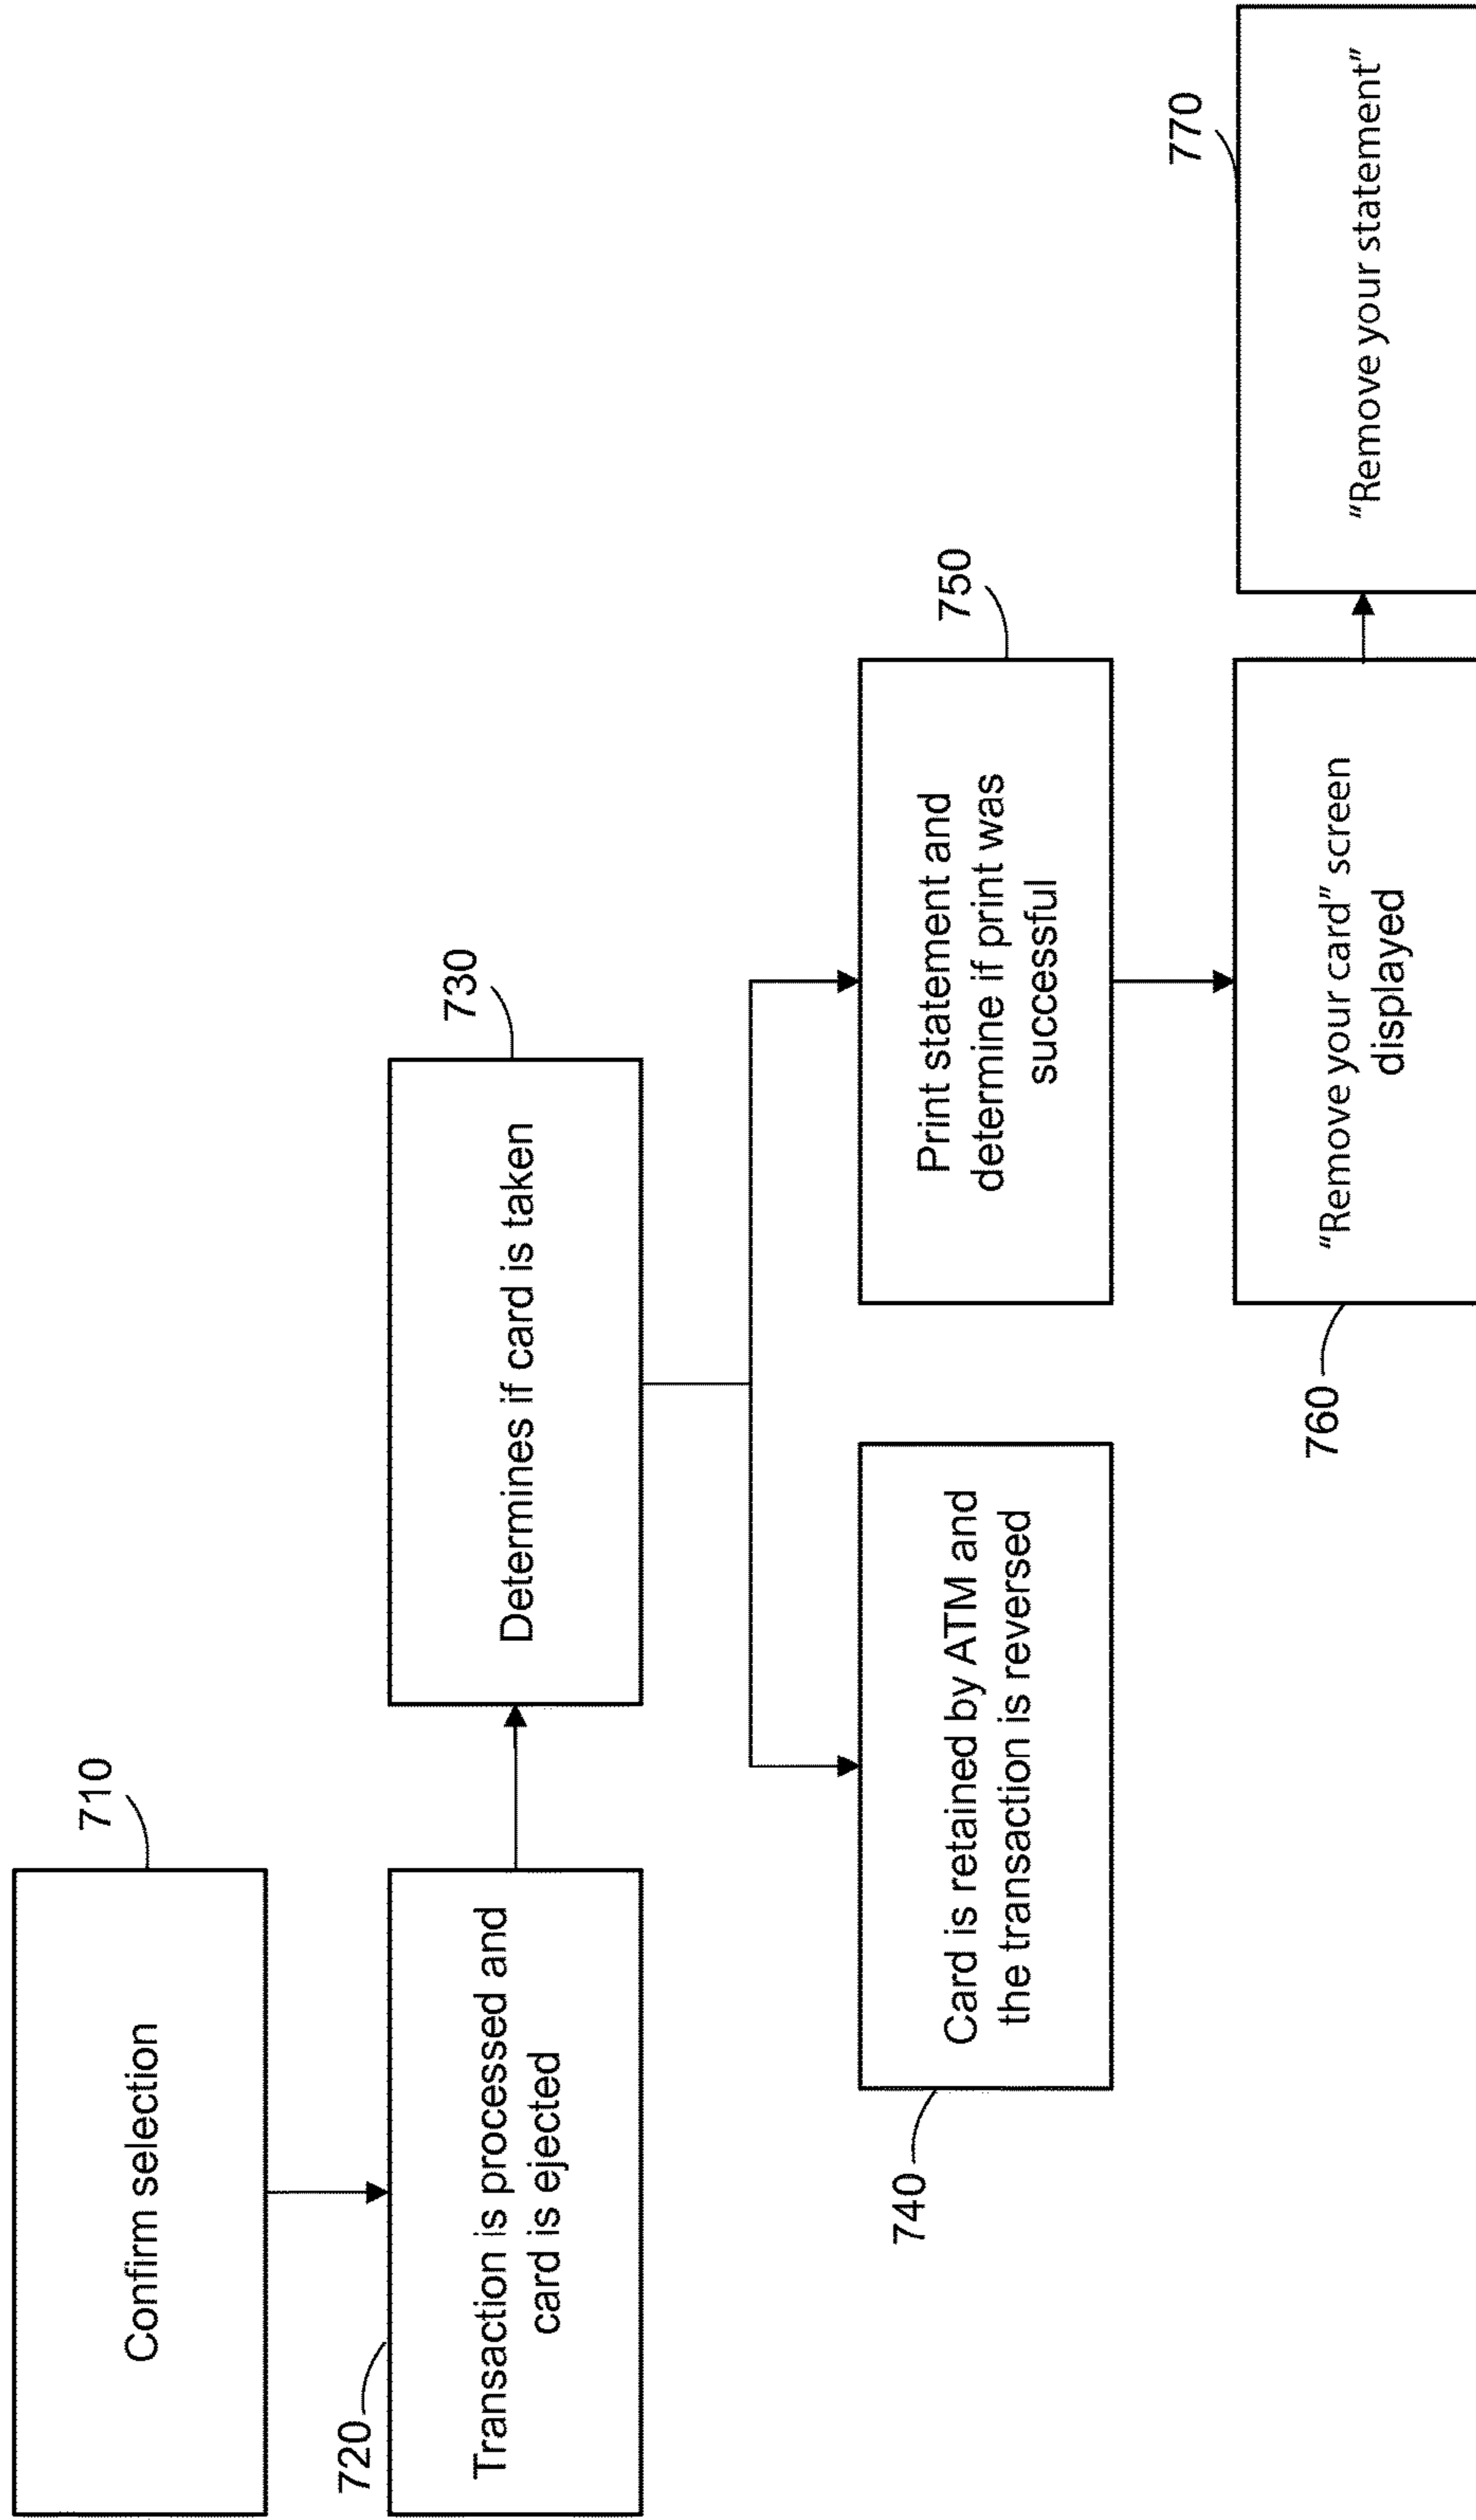 710
Confirm selection
720
Transaction is processed and
card is ejected
730
Determines if card is taken
740
Card is retained by ATM and
the transaction is reversed
750
Print statement and
determine if print was
successful
760
“Remove your card” screen
displayed
770
“Remove your statement”